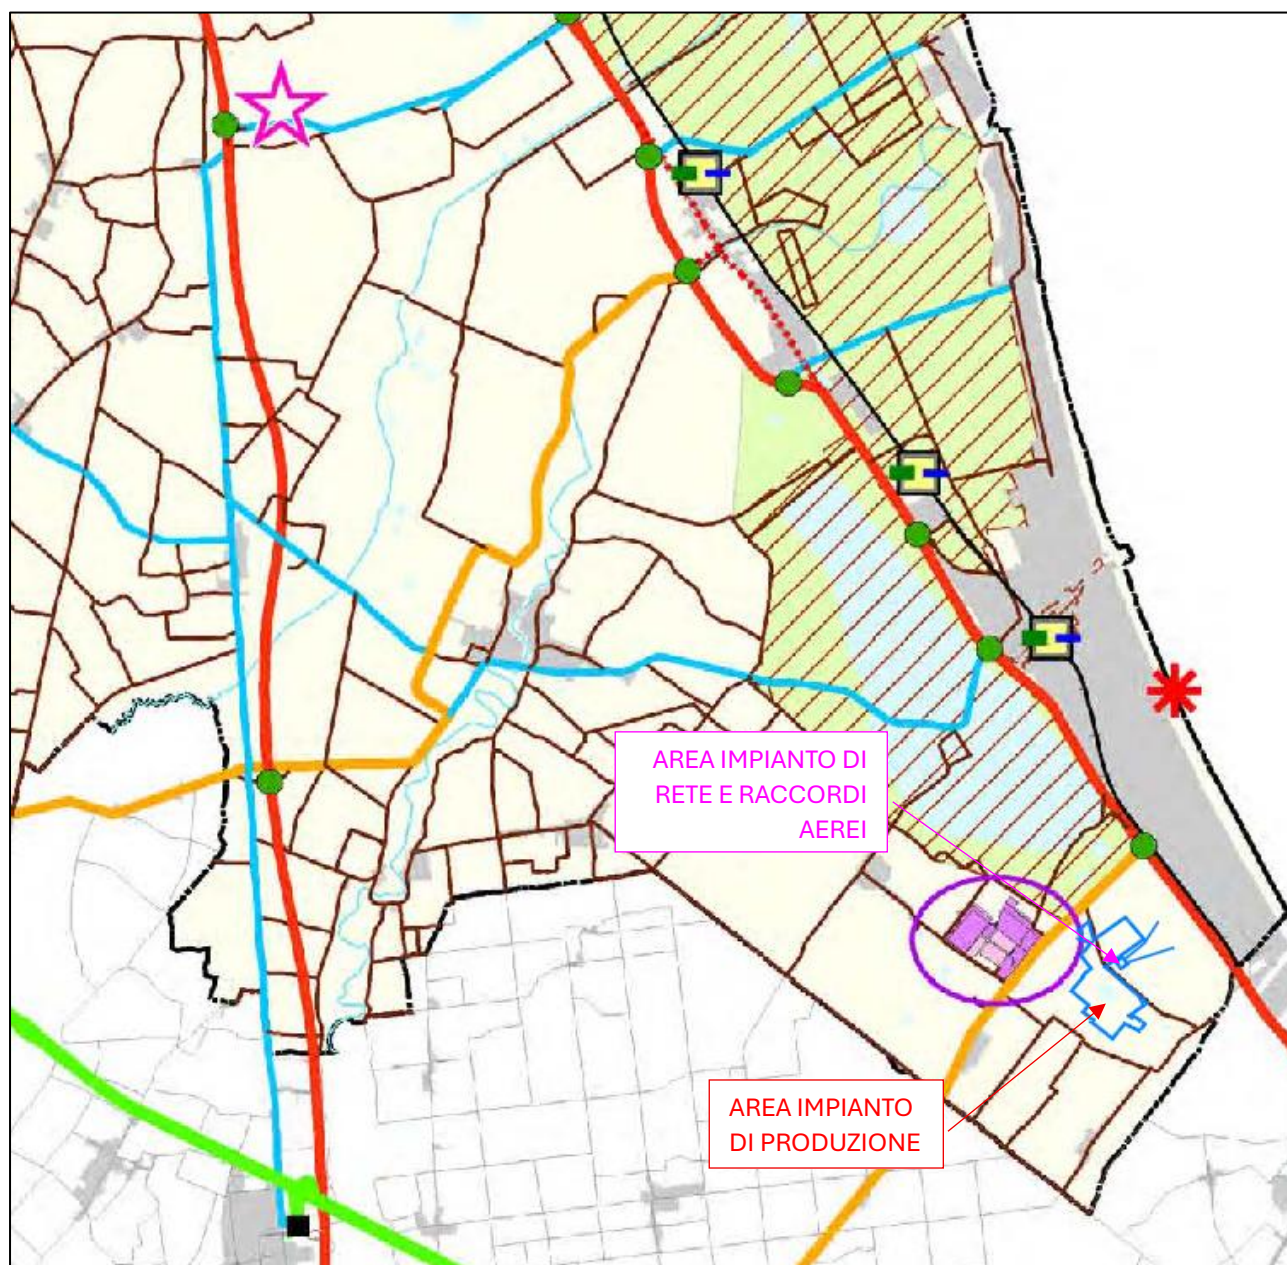 AREA IMPIANTO DI
RETE E RACCORDI
AEREI
AREA IMPIANTO
DI PRODUZIONE